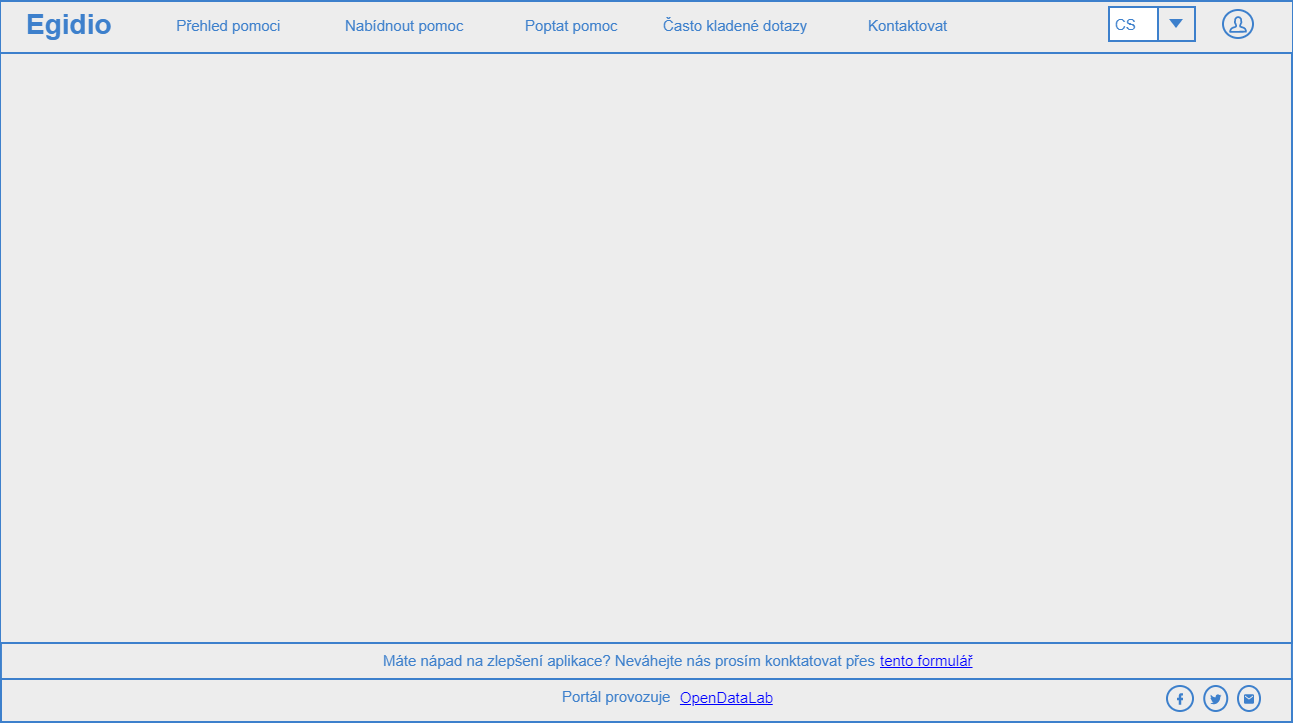 Egidio Přehled pomoci Nabídnout pomoc Poptat pomoc Často kladené dotazy Kontaktovat CS
Máte nápad na zlepšení aplikace? Neváhejte nás prosím konktatovat přes tento formulář
Portál provozuje OpenDataLab